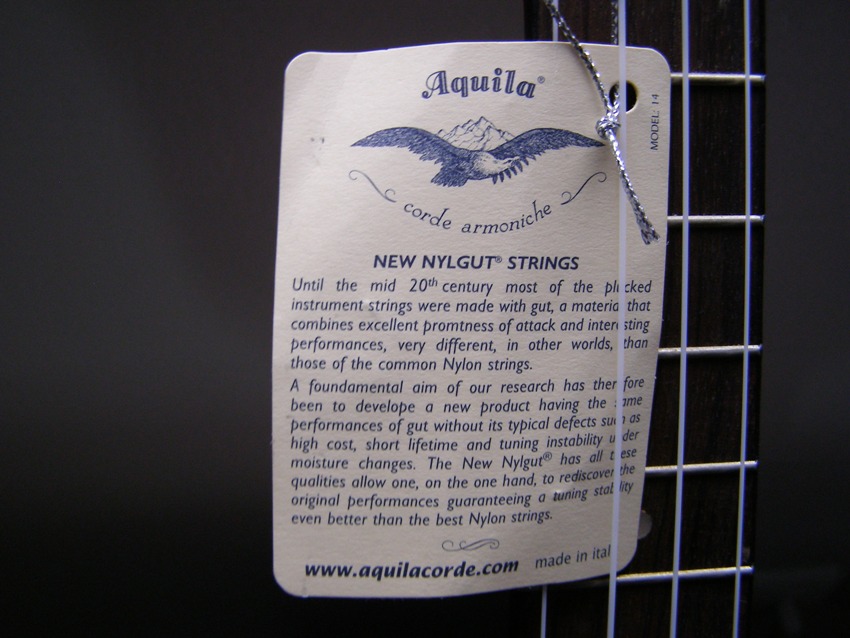 Aquila®
MODEL: 14
corde armoniche
NEW NYLGUT® STRINGS
Until the mid 20th century most of the plucked
instrument strings were made with gut, a material that
combines excellent promtness of attack and interesting
performances, very different, in other worlds, than
those of the common Nylon strings.
A foundamental aim of our research has therefore
been to develope a new product having the same
performances of gut without its typical defects such as
high cost, short lifetime and tuning instability under
moisture changes. The New Nylgut® has all these
qualities allow one, on the one hand, to rediscover the
original performances guaranteeing a tuning stability
even better than the best Nylon strings.
www.aquilacorde.com made in ital